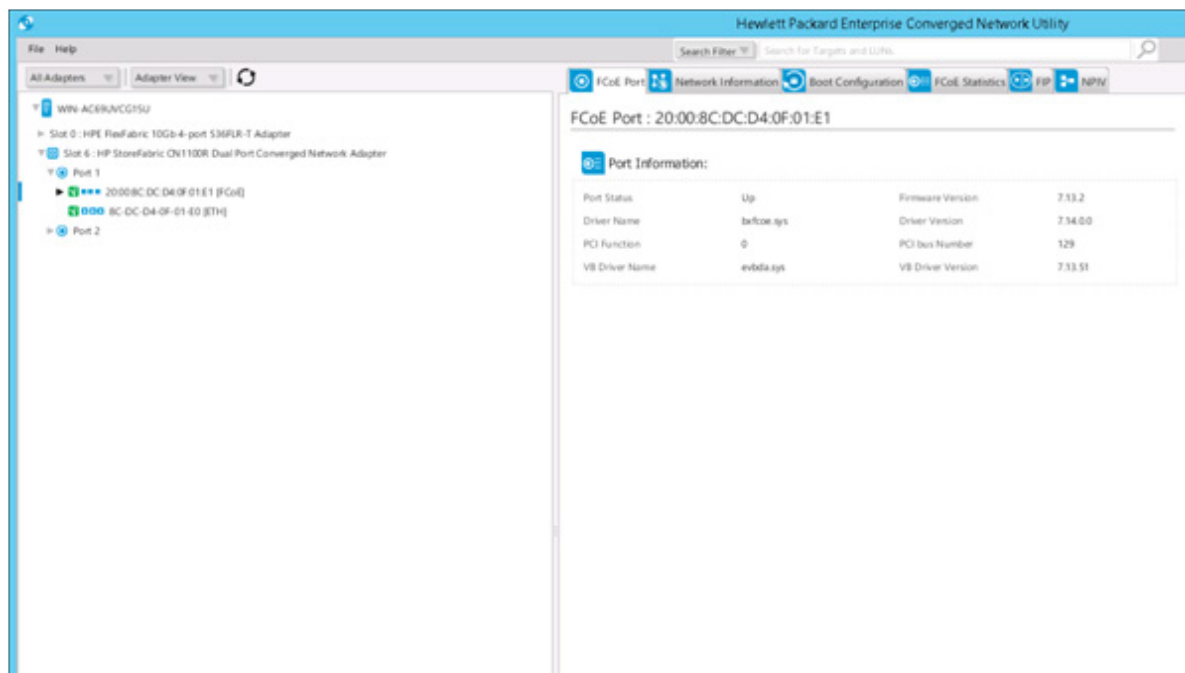 Hewlett Packard Enterprise Converged Network Utility
File Help
Search Filter Search for Targets and LUNs.
All Adapters Adapter View
FCoE Port Network Information Boot Configuration FCoE Statistics FIP NPIV
WIN-AC69UVCG1SU
Slot 0 : HPE FlexFabric 10Gb 4-port 536FLR-T Adapter
Slot 6 : HP StoreFabric CN1100R Dual Port Converged Network Adapter
Port 1
20:00:8C:DC:D4:0F:01:E1 [FCoE]
8C-DC-D4-0F-01-E0 [ETH]
Port 2
FCoE Port : 20:00:8C:DC:D4:0F:01:E1
Port Information:
Port Status Up Firmware Version 7.13.2
Driver Name bxfcoe.sys Driver Version 7.14.0.0
PCI Function 0 PCI bus Number 129
VB Driver Name evbda.sys VB Driver Version 7.13.51